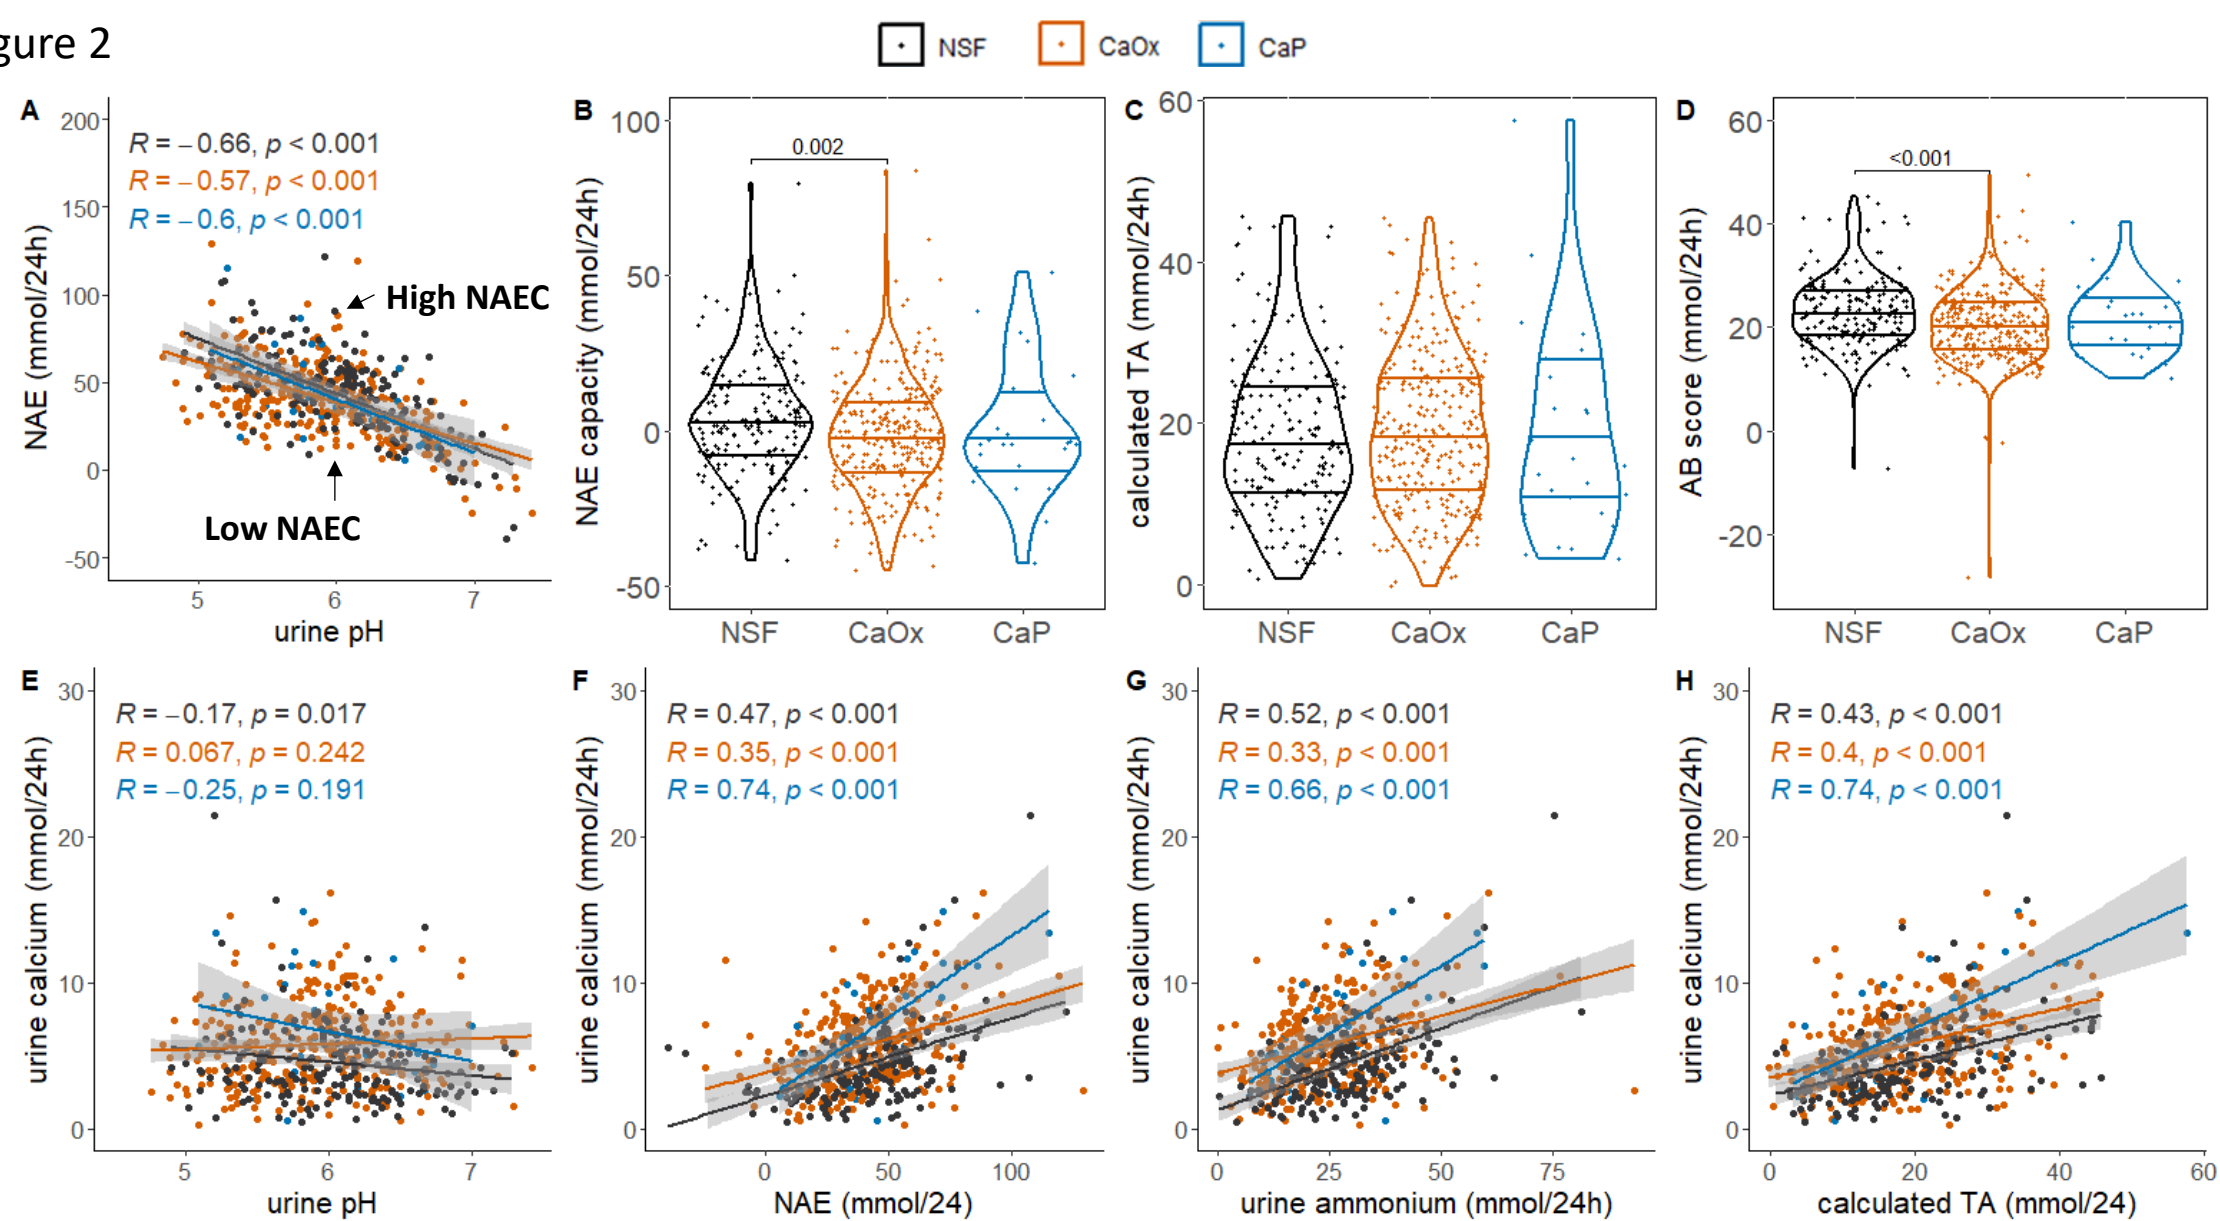 gure 2
NSF
CaOx
CaP
A
NAE (mmol/24h)
200
150
100
50
0
-50
R = −0.66, p < 0.001
R = −0.57, p < 0.001
R = −0.6, p < 0.001
High NAEC
Low NAEC
5
6
7
urine pH
B
NAE capacity (mmol/24h)
100
50
0
-50
0.002
NSF
CaOx
CaP
C
calculated TA (mmol/24h)
60
40
20
0
NSF
CaOx
CaP
D
AB score (mmol/24h)
60
40
20
0
-20
<0.001
NSF
CaOx
CaP
E
urine calcium (mmol/24h)
30
20
10
0
R = −0.17, p = 0.017
R = 0.067, p = 0.242
R = −0.25, p = 0.191
5
6
7
urine pH
F
urine calcium (mmol/24h)
30
20
10
0
R = 0.47, p < 0.001
R = 0.35, p < 0.001
R = 0.74, p < 0.001
0
50
100
NAE (mmol/24)
G
urine calcium (mmol/24h)
30
20
10
0
R = 0.52, p < 0.001
R = 0.33, p < 0.001
R = 0.66, p < 0.001
0
25
50
75
urine ammonium (mmol/24h)
H
urine calcium (mmol/24h)
30
20
10
0
R = 0.43, p < 0.001
R = 0.4, p < 0.001
R = 0.74, p < 0.001
0
20
40
60
calculated TA (mmol/24)